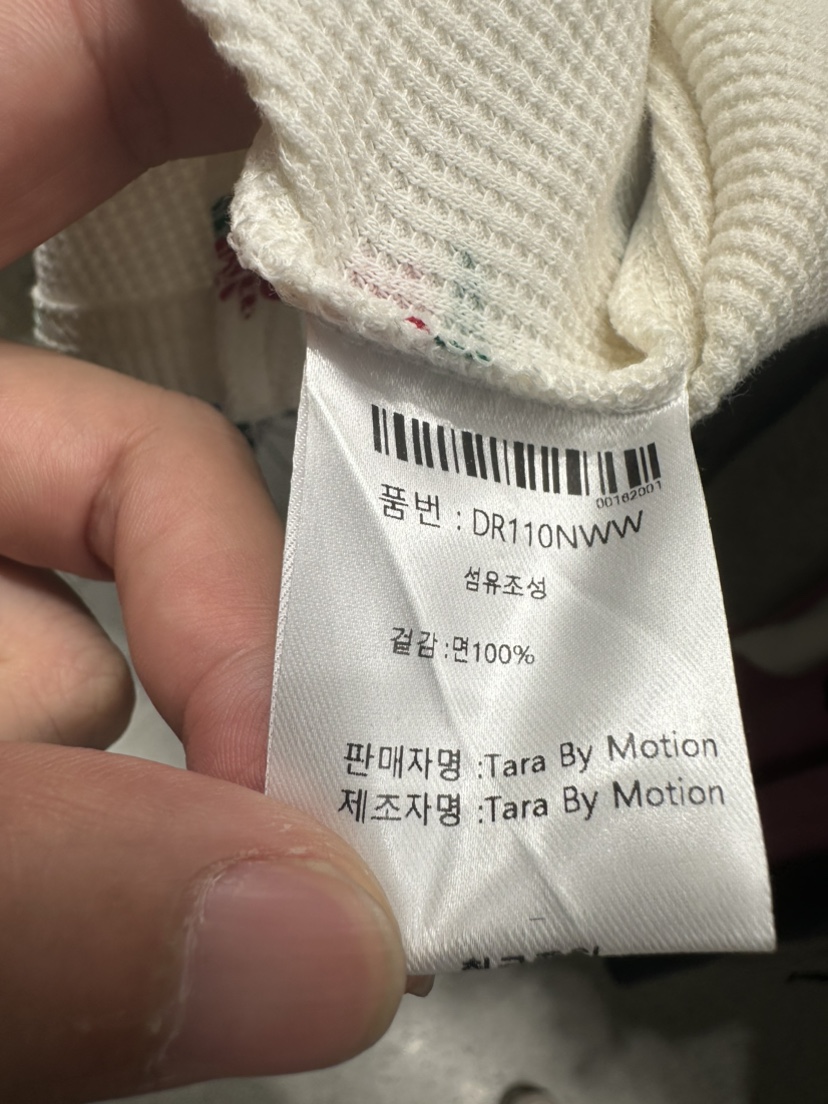 00162001
품번 : DR110NWW
섬유조성
겉감:면100%
판매자명 :Tara By Motion
제조자명 :Tara By Motion